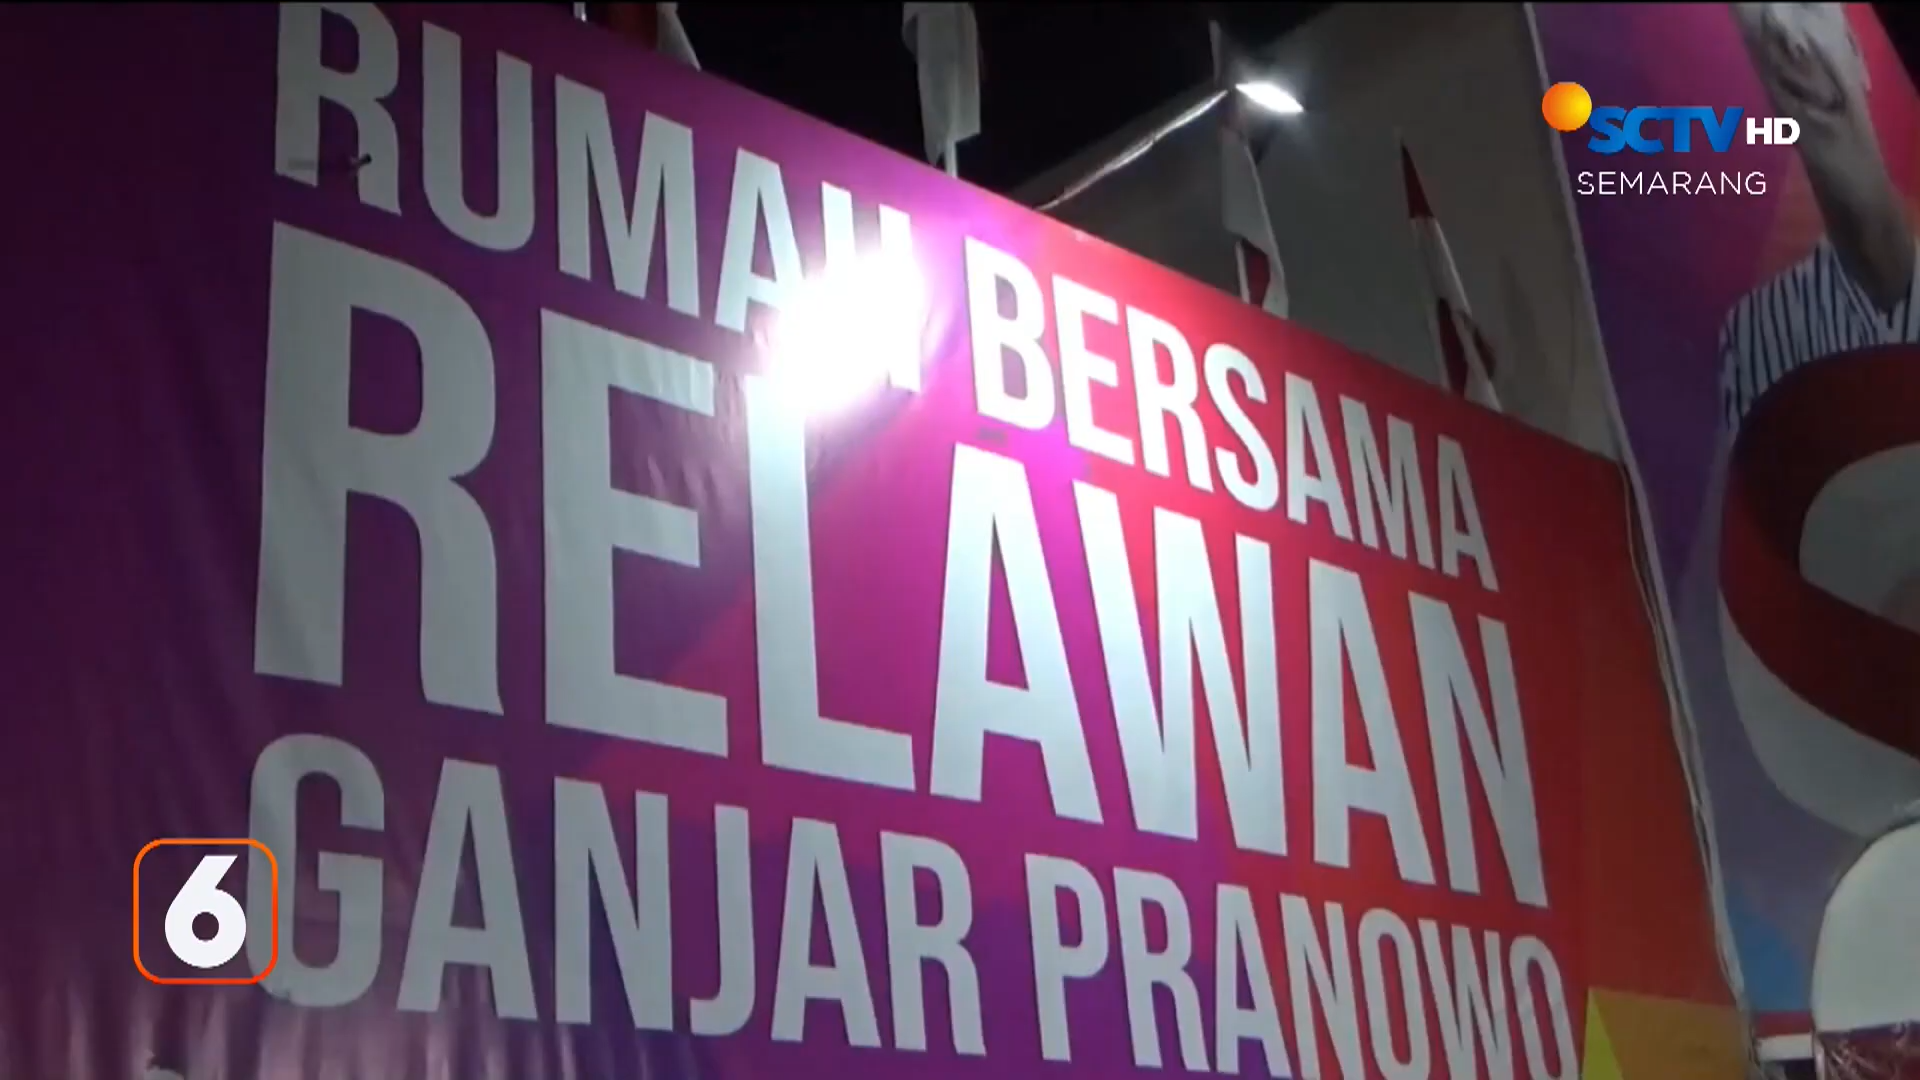 RUMAH BERSAMA
RELAWAN
GANJAR PRANOWO
SCTV HD
SEMARANG
6